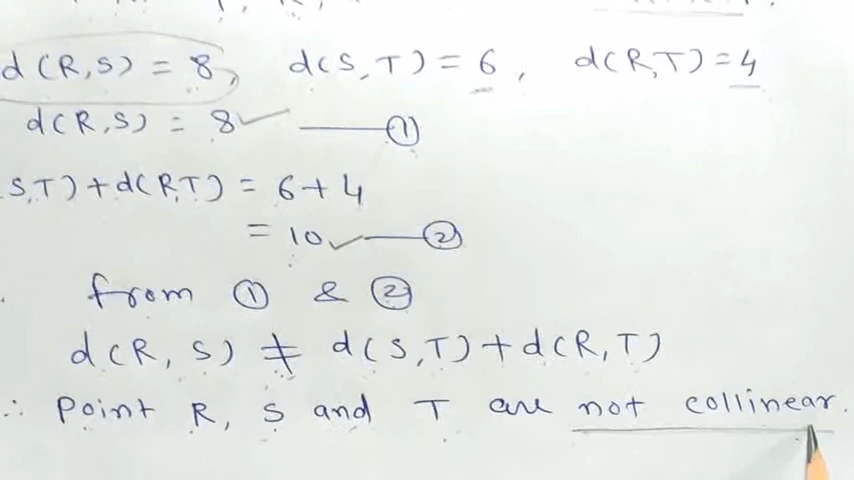 d(R,S) = 8, d(S,T) = 6, d(R,T) = 4
d(R,S) = 8 ✓ ——— ①
S,T) + d(R,T) = 6 + 4
= 10 ✓ ——— ②
from ① & ②
d(R, S) ≠ d(S,T) + d(R,T)
∴ Point R, S and T are not collinear.